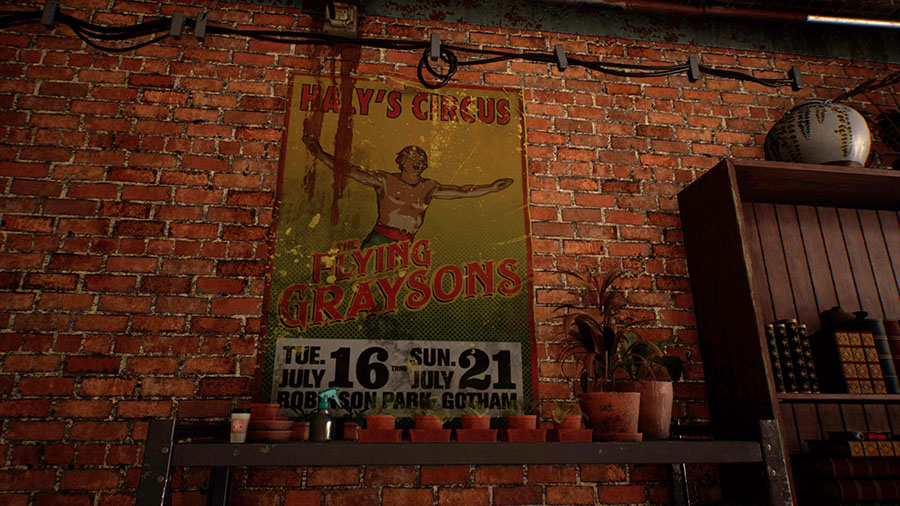 HALY'S CIRCUS
THE
FLYING
GRAYSONS
TUE. JULY 16 THRU SUN. JULY 21
ROBINSON PARK, GOTHAM